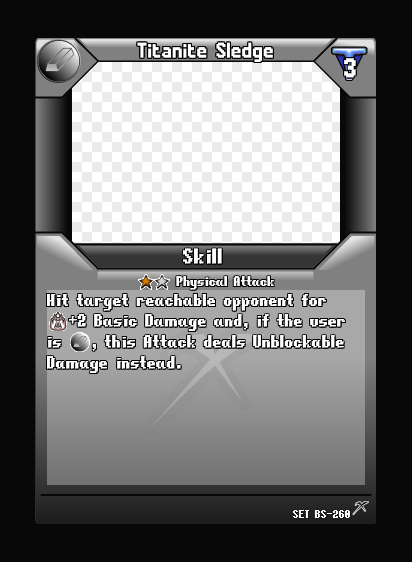 Titanite Sledge
3
Skill
Physical Attack
Hit target reachable opponent for
+2 Basic Damage and, if the user
is , this Attack deals Unblockable
Damage instead.
SET BS-260